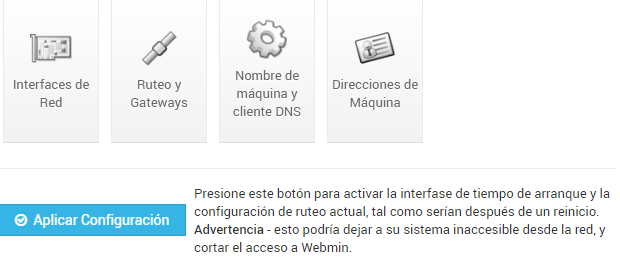 Interfaces de
Red
Ruteo y
Gateways
Nombre de
máquina y
cliente DNS
Direcciones de
Máquina
Aplicar Configuración
Presione este botón para activar la interfase de tiempo de arranque y la
configuración de ruteo actual, tal como serían después de un reinicio.
Advertencia - esto podría dejar a su sistema inaccesible desde la red, y
cortar el acceso a Webmin.